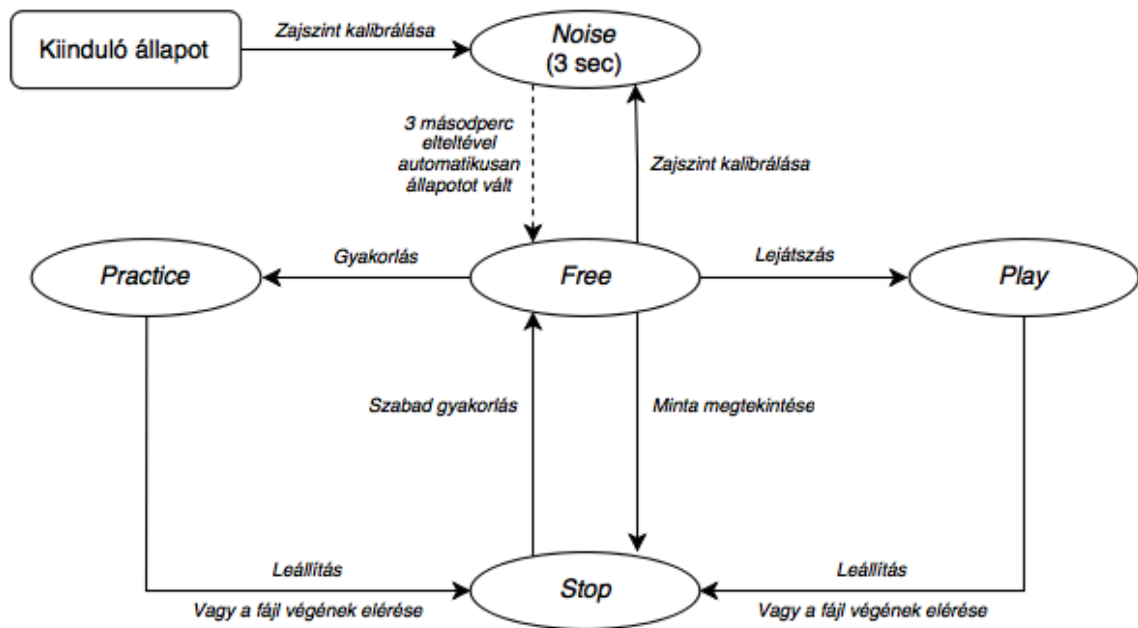 Kiinduló állapot
Zajszint kalibrálása
Noise
(3 sec)
3 másodperc
elteltével
automatikusan
állapotot vált
Zajszint kalibrálása
Practice
Gyakorlás
Free
Lejátszás
Play
Szabad gyakorlás
Minta megtekintése
Leállítás
Vagy a fájl végének elérése
Stop
Leállítás
Vagy a fájl végének elérése